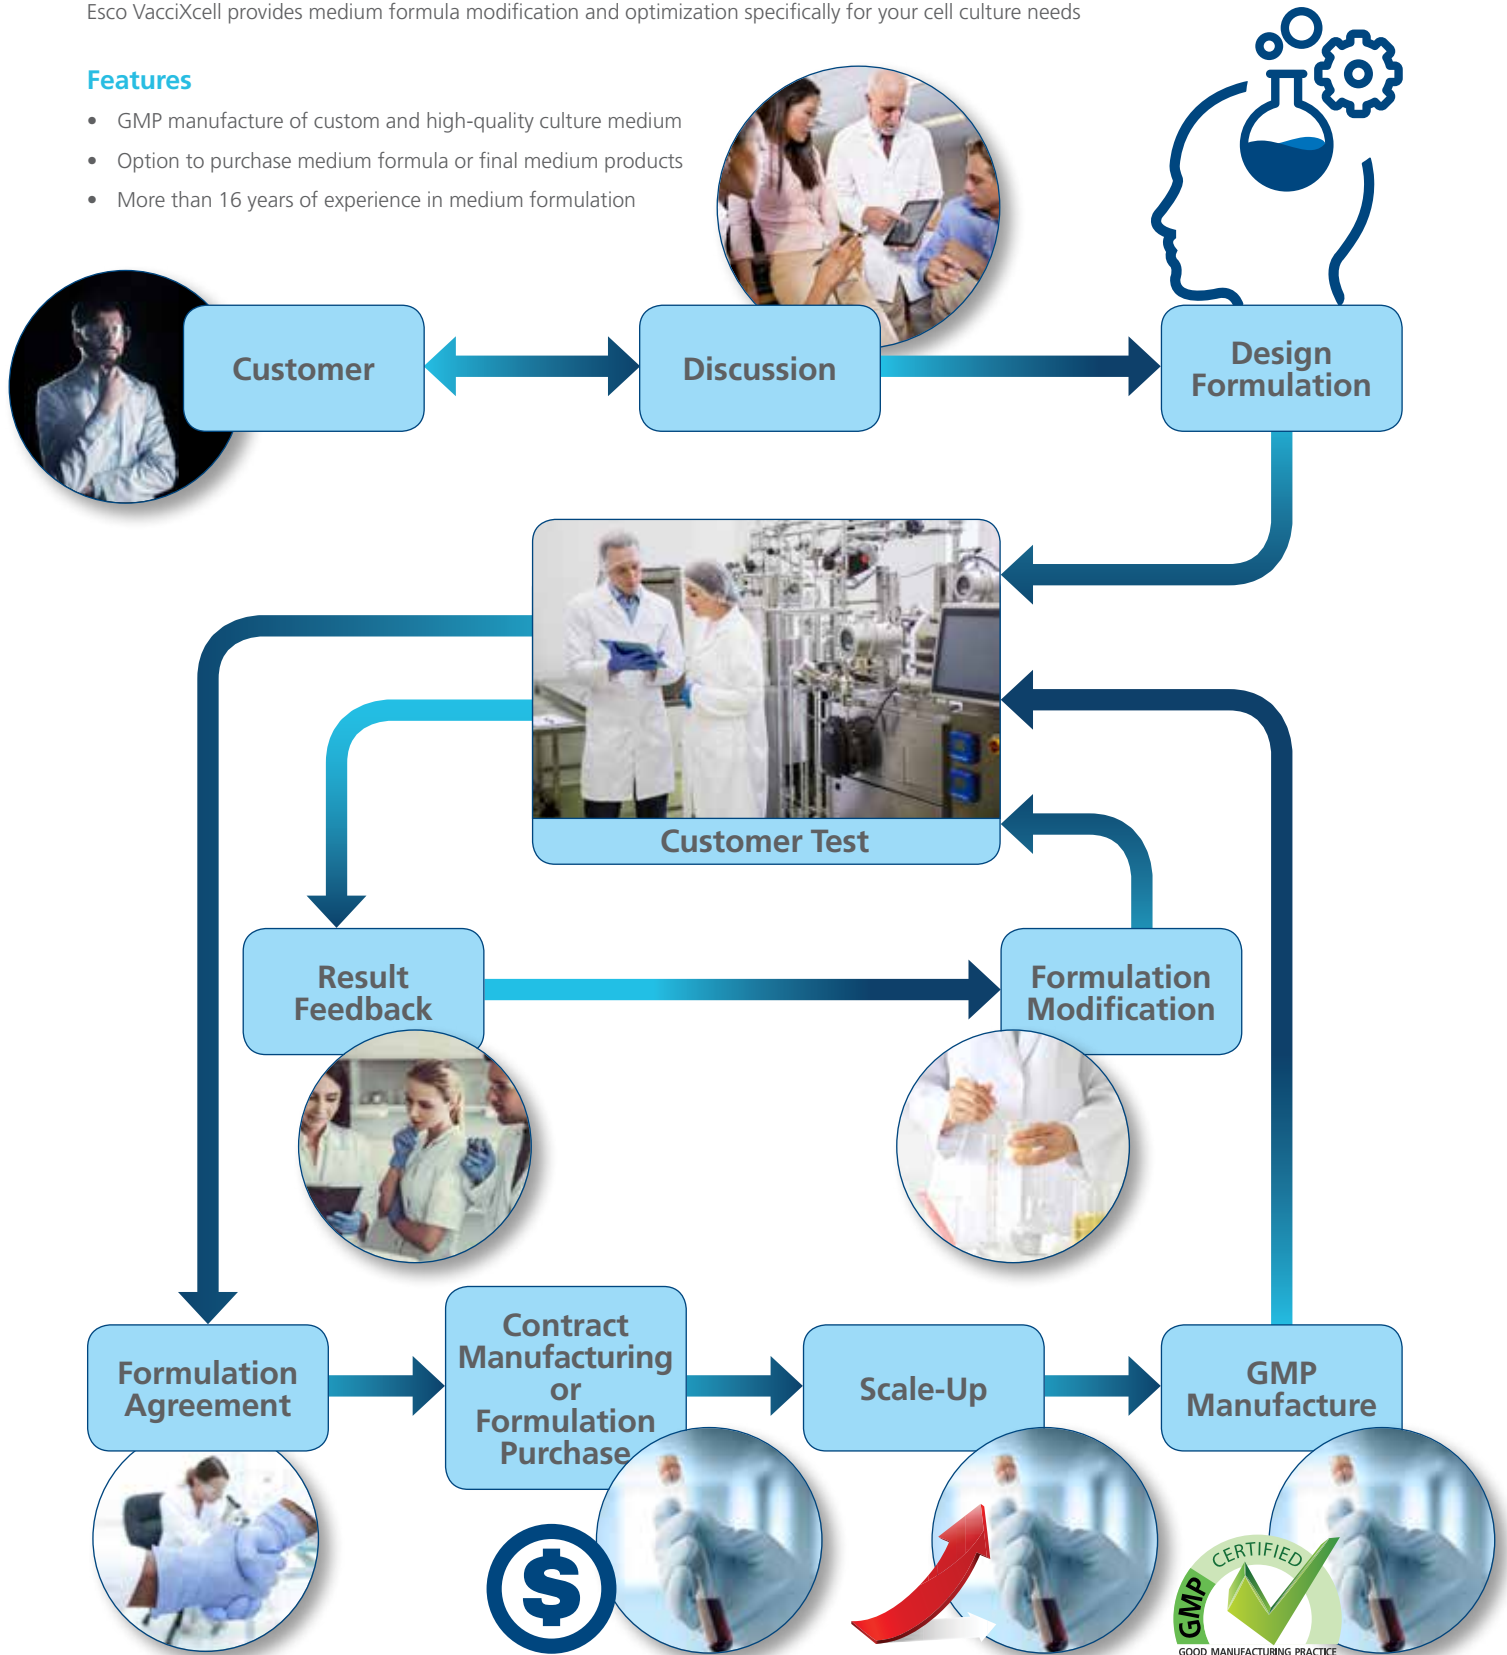 Esco VacciXcell provides medium formula modification and optimization specifically for your cell culture needs
Features
• GMP manufacture of custom and high-quality culture medium
• Option to purchase medium formula or final medium products
• More than 16 years of experience in medium formulation
Customer
Discussion
Design
Formulation
Customer Test
Result
Feedback
Formulation
Modification
Formulation
Agreement
Contract
Manufacturing
or
Formulation
Purchase
Scale-Up
GMP
Manufacture
$
CERTIFIED
GMP
GOOD MANUFACTURING PRACTICE